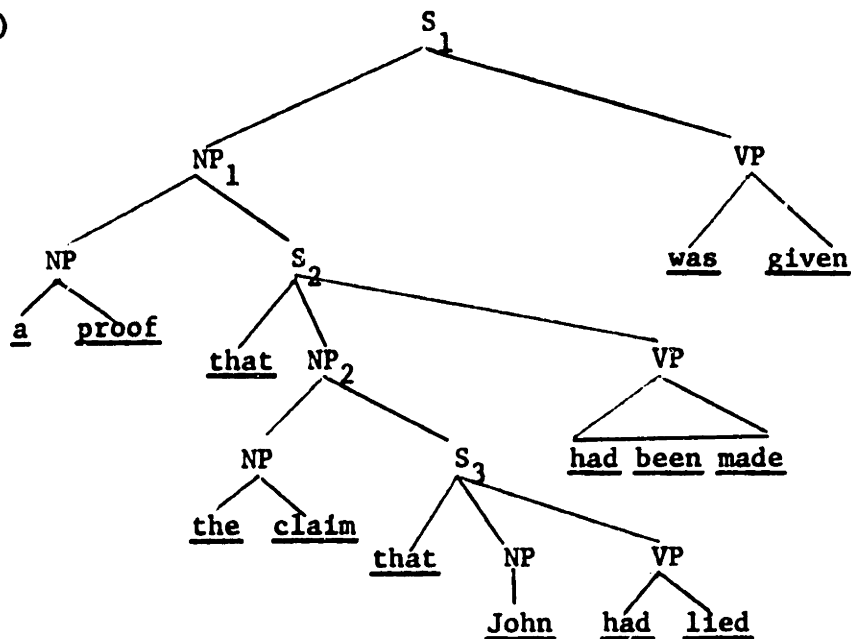 )
S1
NP1 VP
NP S2 was given
a proof that NP2 VP
NP S3 had been made
the claim that NP VP
John had lied